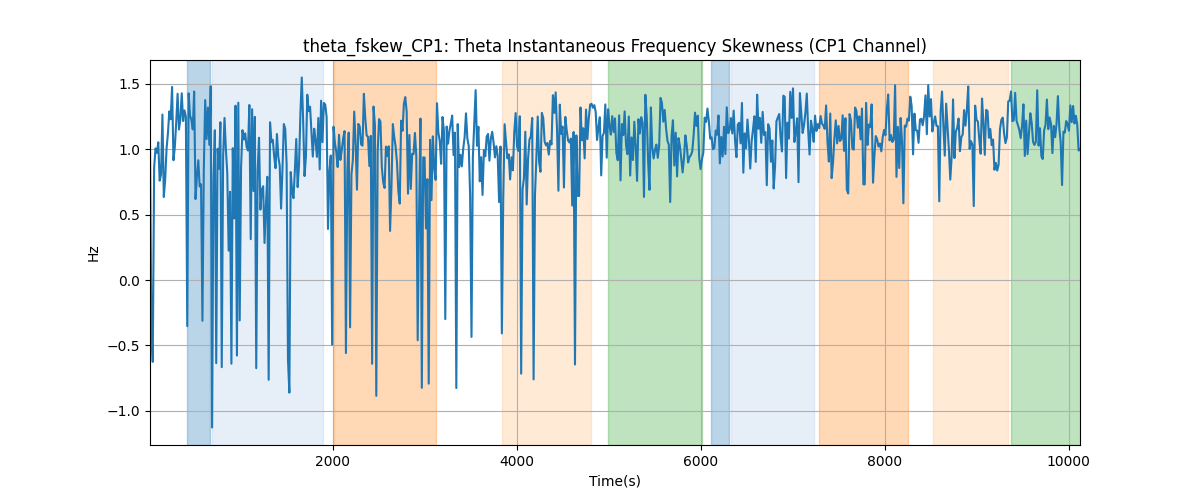 theta_fskew_CP1: Theta Instantaneous Frequency Skewness (CP1 Channel)
1.5
1.0
0.5
0.0
−0.5
−1.0
Hz
2000 4000 6000 8000 10000
Time(s)